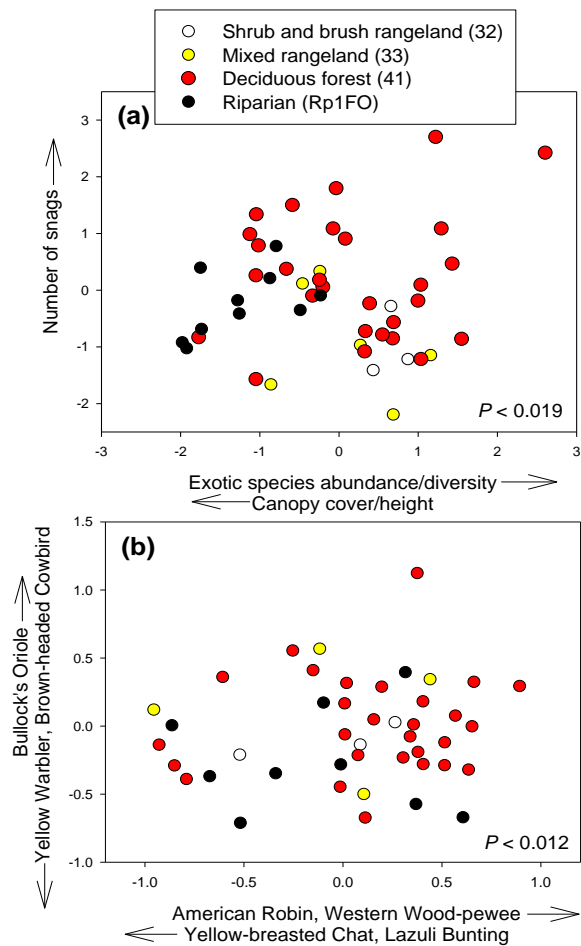 Shrub and brush rangeland (32)
Mixed rangeland (33)
Deciduous forest (41)
Riparian (Rp1FO)
(a)
Number of snags
3
2
1
0
-1
-2
P < 0.019
-3 -2 -1 0 1 2 3
Exotic species abundance/diversity
Canopy cover/height
(b)
Bullock's Oriole
Yellow Warbler, Brown-headed Cowbird
1.5
1.0
0.5
0.0
-0.5
-1.0
P < 0.012
-1.0 -0.5 0.0 0.5 1.0
American Robin, Western Wood-pewee
Yellow-breasted Chat, Lazuli Bunting